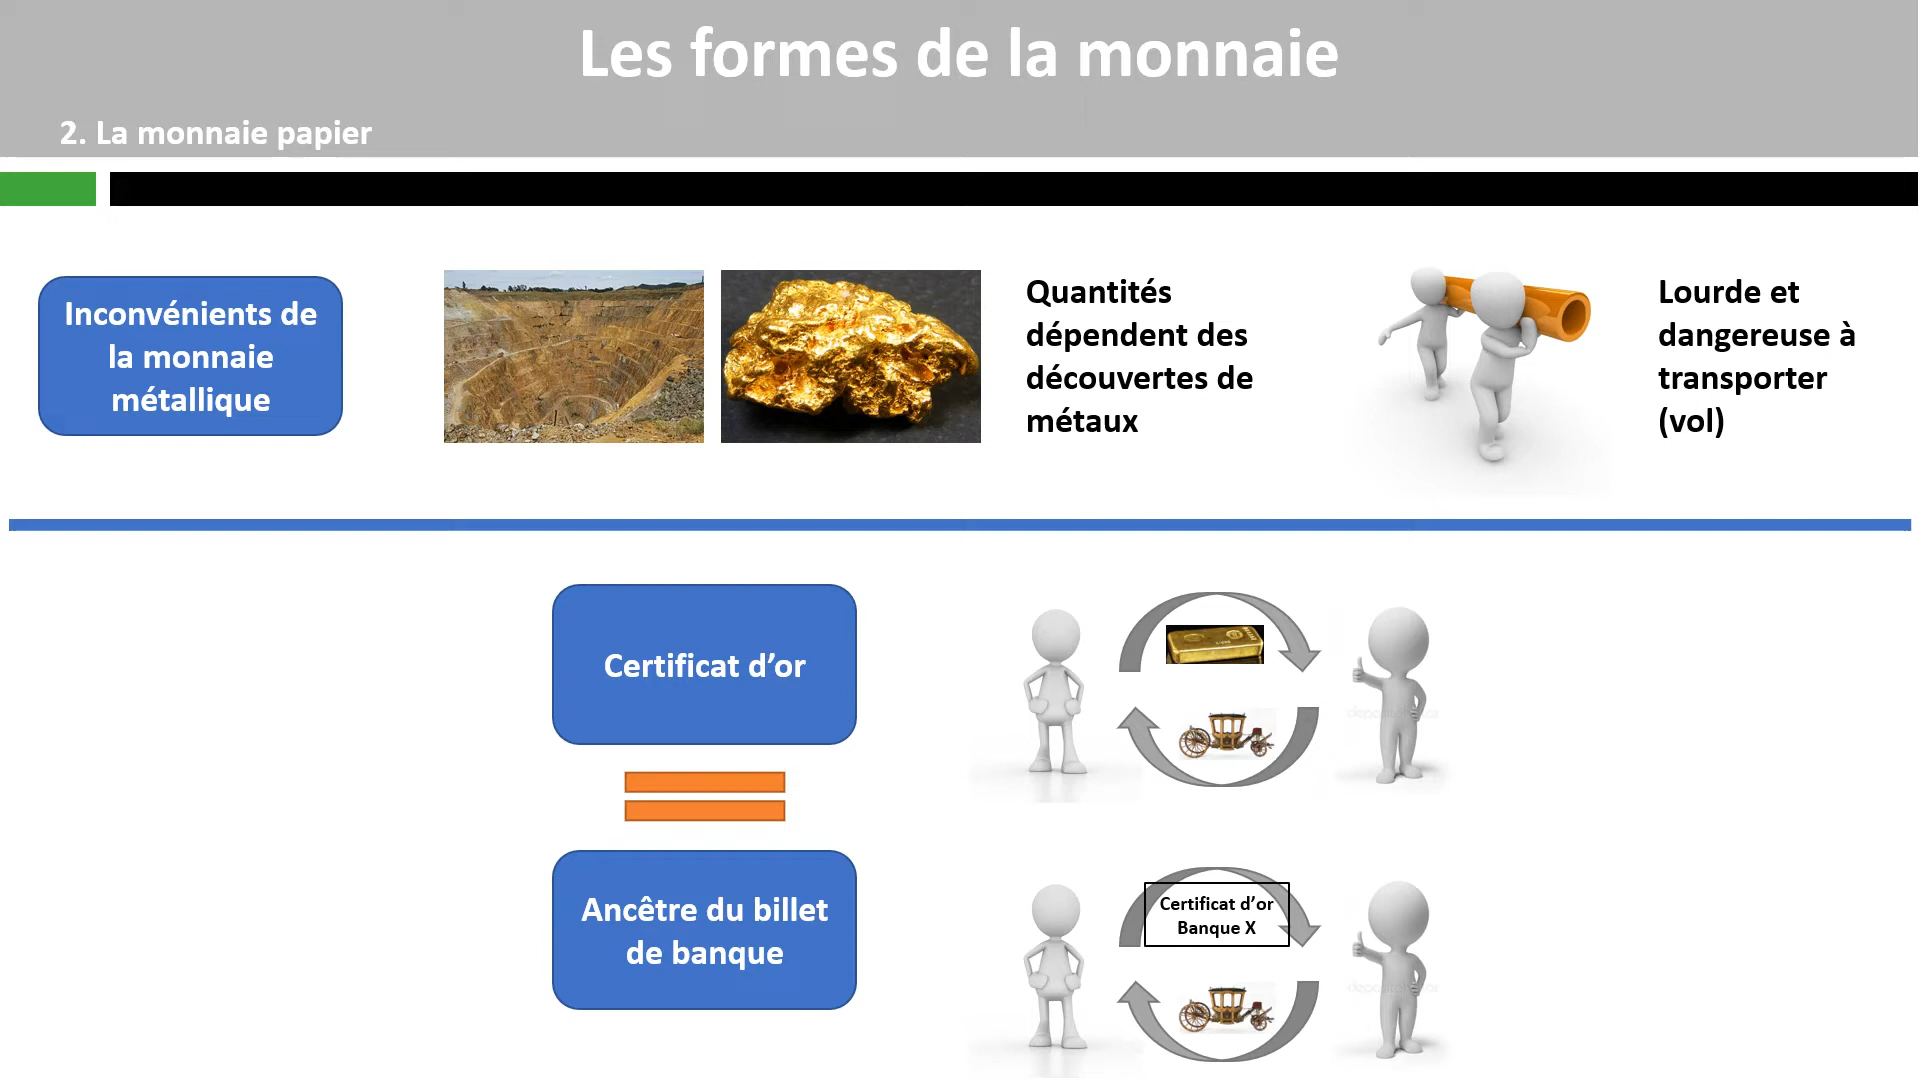 Les formes de la monnaie
2. La monnaie papier
Inconvénients de
la monnaie
métallique
Quantités
dépendent des
découvertes de
métaux
Lourde et
dangereuse à
transporter
(vol)
Certificat d’or
Ancêtre du billet
de banque
Certificat d’or
Banque X